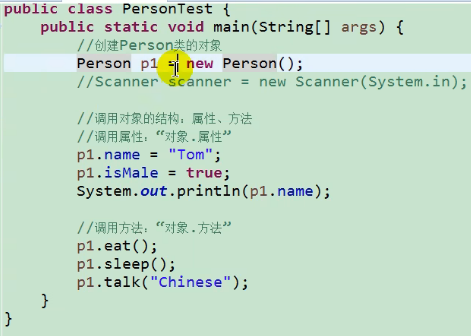 public class PersonTest {
public static void main(String[] args) {
//创建Person类的对象
Person p1 = new Person();
//Scanner scanner = new Scanner(System.in);
//调用对象的结构：属性、方法
//调用属性：“对象.属性”
p1.name = "Tom";
p1.isMale = true;
System.out.println(p1.name);
//调用方法：“对象.方法”
p1.eat();
p1.sleep();
p1.talk("Chinese");
}
}